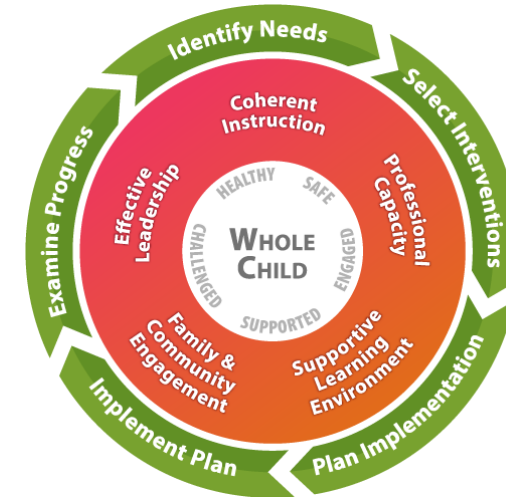 Identify Needs
Select Interventions
Plan Implementation
Implement Plan
Examine Progress
Coherent
Instruction
Professional
Capacity
Supportive
Learning
Environment
Family &
Community
Engagement
Effective
Leadership
HEALTHY
SAFE
ENGAGED
SUPPORTED
CHALLENGED
WHOLE
CHILD